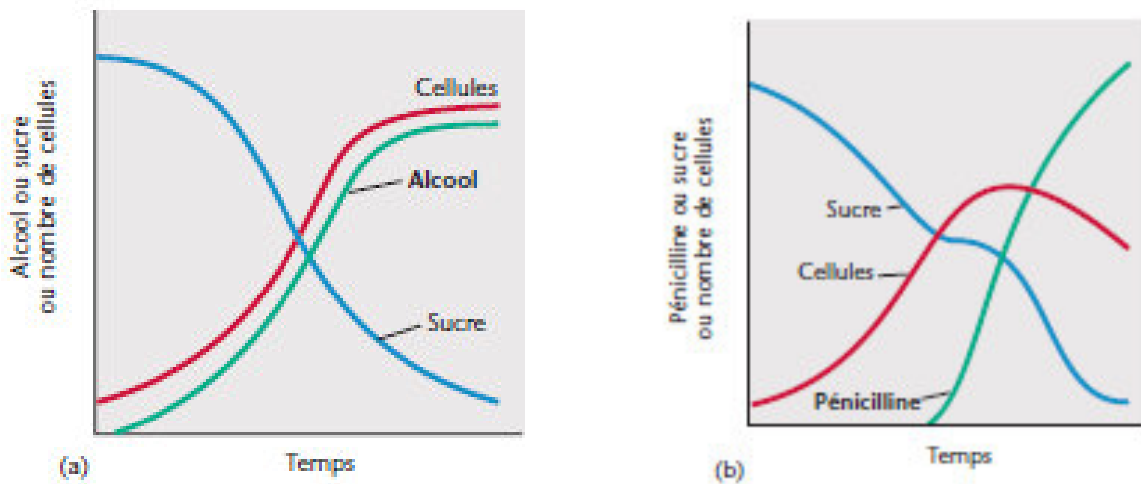 Alcool ou sucre
ou nombre de cellules
Cellules
Alcool
Sucre
(a)
Temps
Pénicilline ou sucre
ou nombre de cellules
Sucre
Cellules
Pénicilline
(b)
Temps